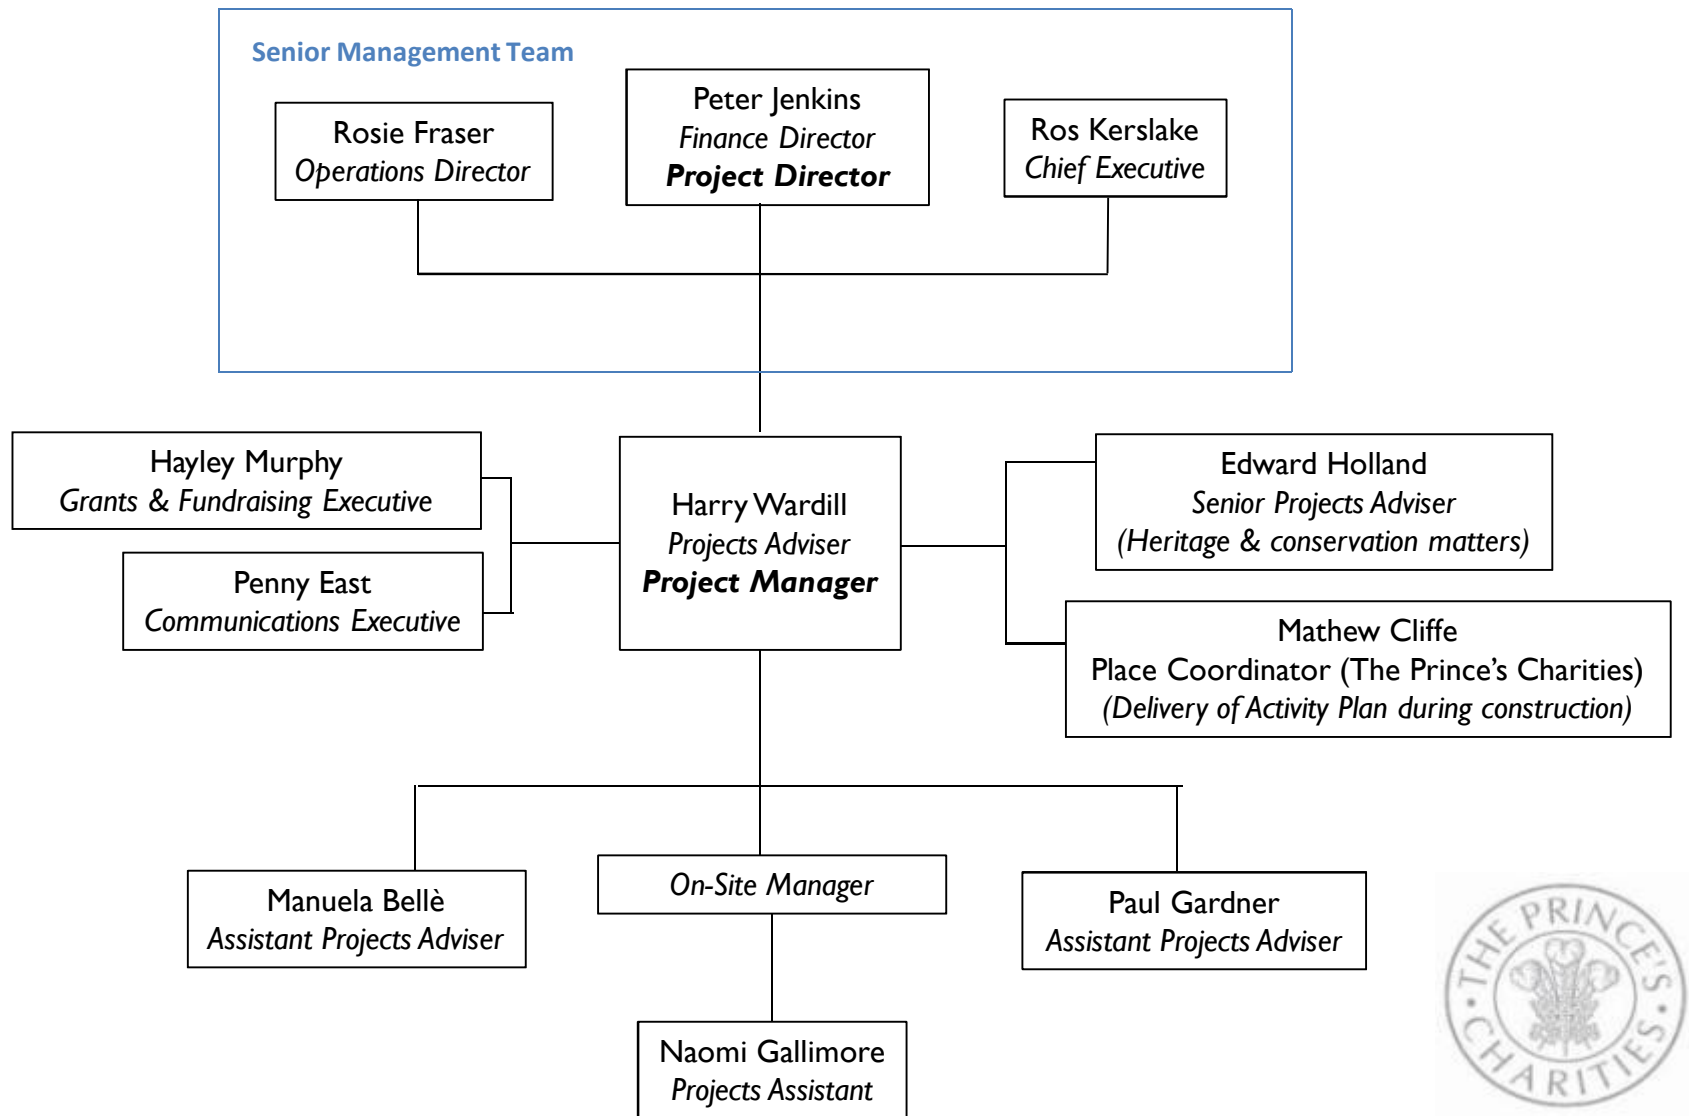 Senior Management Team
Rosie Fraser
Operations Director
Peter Jenkins
Finance Director
Project Director
Ros Kerslake
Chief Executive
Hayley Murphy
Grants & Fundraising Executive
Penny East
Communications Executive
Harry Wardill
Projects Adviser
Project Manager
Edward Holland
Senior Projects Adviser
(Heritage & conservation matters)
Mathew Cliffe
Place Coordinator (The Prince’s Charities)
(Delivery of Activity Plan during construction)
Manuela Bellè
Assistant Projects Adviser
On-Site Manager
Paul Gardner
Assistant Projects Adviser
Naomi Gallimore
Projects Assistant
THE PRINCE'S
CHARITIES